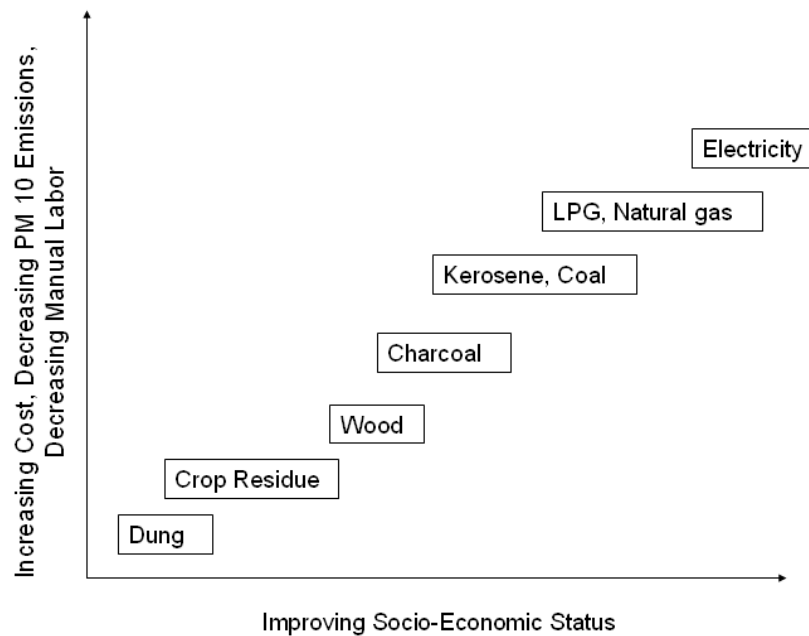 Increasing Cost, Decreasing PM 10 Emissions,
Decreasing Manual Labor
Electricity
LPG, Natural gas
Kerosene, Coal
Charcoal
Wood
Crop Residue
Dung
Improving Socio-Economic Status